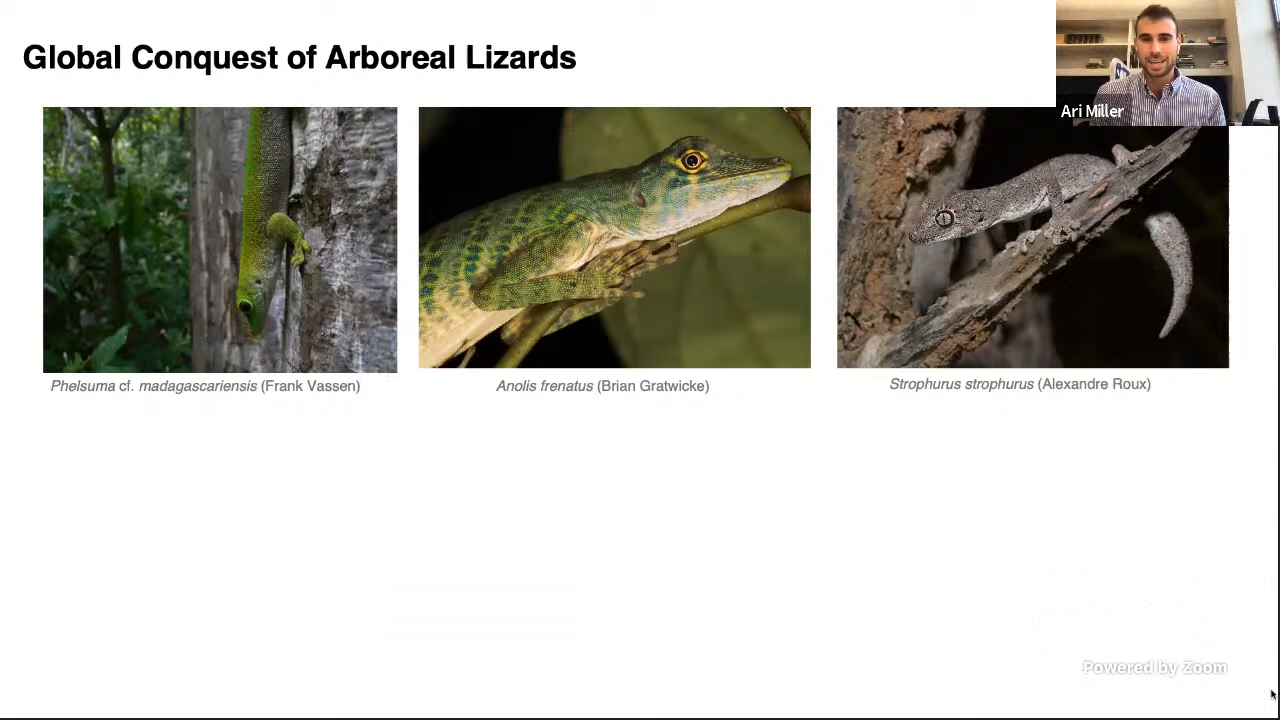 Global Conquest of Arboreal Lizards
Ari Miller
Phelsuma cf. madagascariensis (Frank Vassen)
Anolis frenatus (Brian Gratwicke)
Strophurus strophurus (Alexandre Roux)
Powered by Zoom